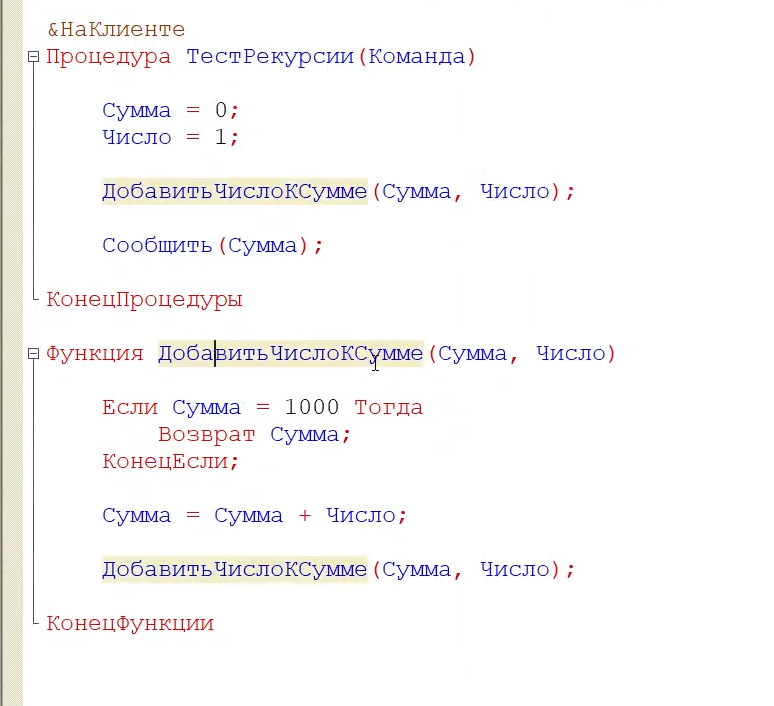 &НаКлиенте
Процедура ТестРекурсии(Команда)
Сумма = 0;
Число = 1;
ДобавитьЧислоКСумме(Сумма, Число);
Сообщить(Сумма);
КонецПроцедуры
Функция ДобавитьЧислоКСумме(Сумма, Число)
Если Сумма = 1000 Тогда
Возврат Сумма;
КонецЕсли;
Сумма = Сумма + Число;
ДобавитьЧислоКСумме(Сумма, Число);
КонецФункции